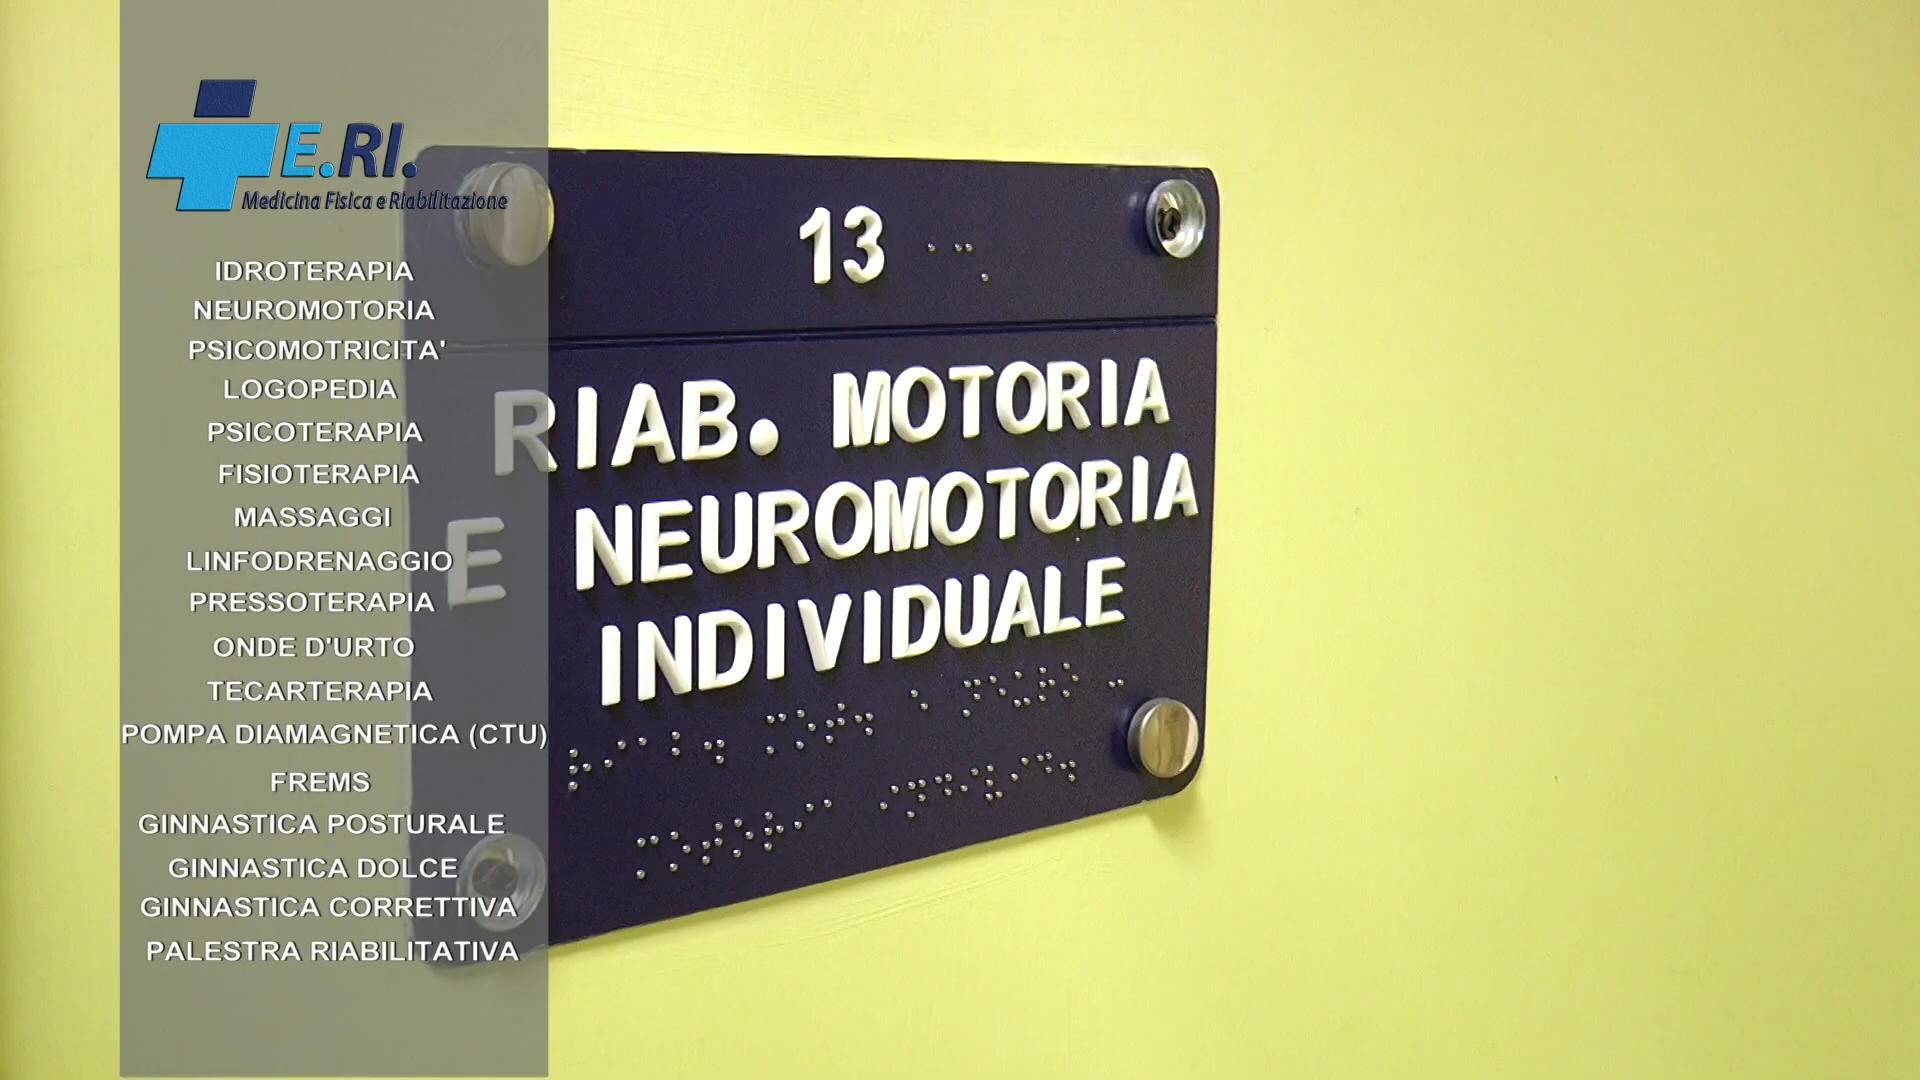 E.RI.
Medicina Fisica e Riabilitazione
IDROTERAPIA
NEUROMOTORIA
PSICOMOTRICITA'
LOGOPEDIA
PSICOTERAPIA
FISIOTERAPIA
MASSAGGI
LINFODRENAGGIO
PRESSOTERAPIA
ONDE D'URTO
TECARTERAPIA
POMPA DIAMAGNETICA (CTU)
FREMS
GINNASTICA POSTURALE
GINNASTICA DOLCE
GINNASTICA CORRETTIVA
PALESTRA RIABILITATIVA
13
RIAB. MOTORIA
E NEUROMOTORIA
INDIVIDUALE